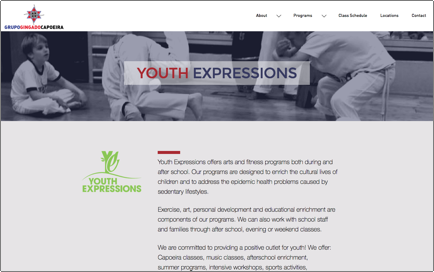 About
Programs
Class Schedule
Locations
Contact
GRUPOGINGADOCAPOEIRA
YOUTH EXPRESSIONS
YOUTH
EXPRESSIONS
Youth Expressions offers arts and fitness programs both during and
after school. Our programs are designed to enrich the cultural lives of
children and to address the epidemic health problems caused by
sedentary lifestyles.
Exercise, art, personal development and educational enrichment are
components of our programs. We can also work with school staff
and families through after school, evening or weekend classes.
We are committed to providing a positive outlet for youth! We offer:
Capoeira classes, music classes, afterschool enrichment,
summer programs, intensive workshops, sports activities,